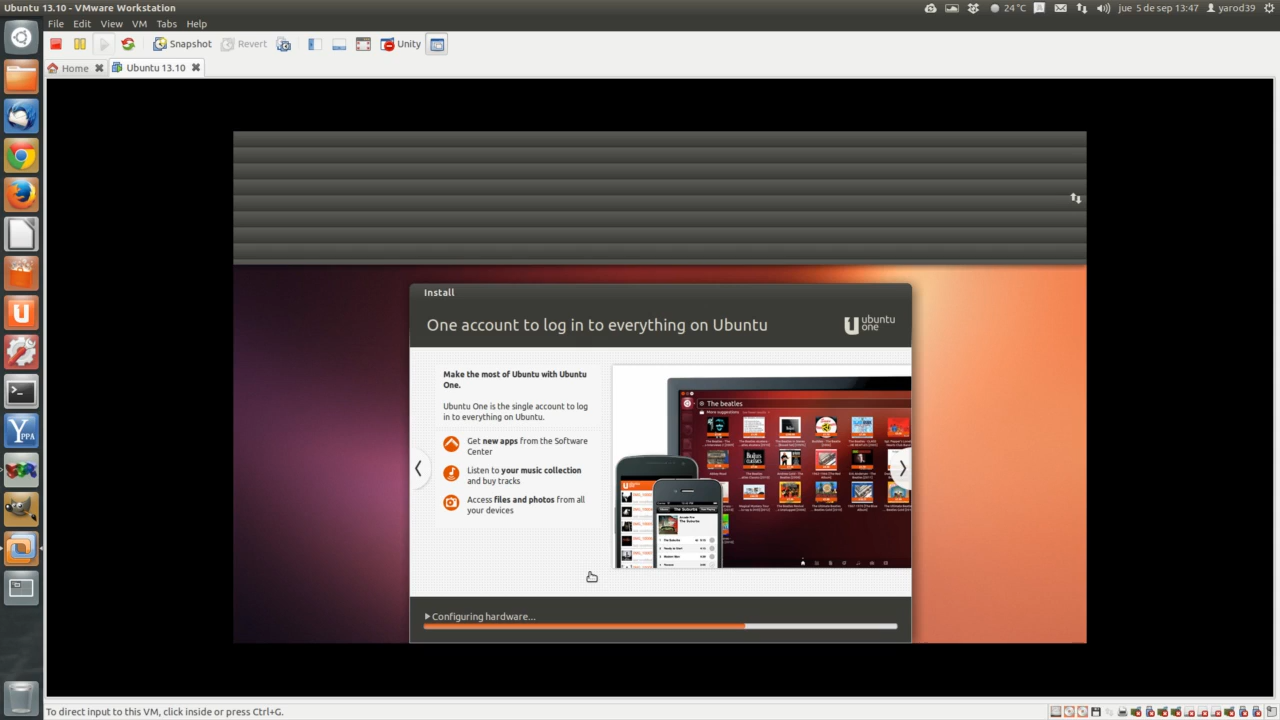 Ubuntu 13.10 - VMware Workstation
24°C
A
jue 5 de sep 13:47
yarod39
File Edit View VM Tabs Help
Snapshot Revert Unity
Home Ubuntu 13.10
Install
One account to log in to everything on Ubuntu
ubuntu
one
Make the most of Ubuntu with Ubuntu
One.
Ubuntu One is the single account to log
in to everything on Ubuntu.
Get new apps from the Software
Center
Listen to your music collection
and buy tracks
Access files and photos from all
your devices
The beatles
More suggestions
The Suburbs
Configuring hardware...
YPPA
To direct input to this VM, click inside or press Ctrl+G.